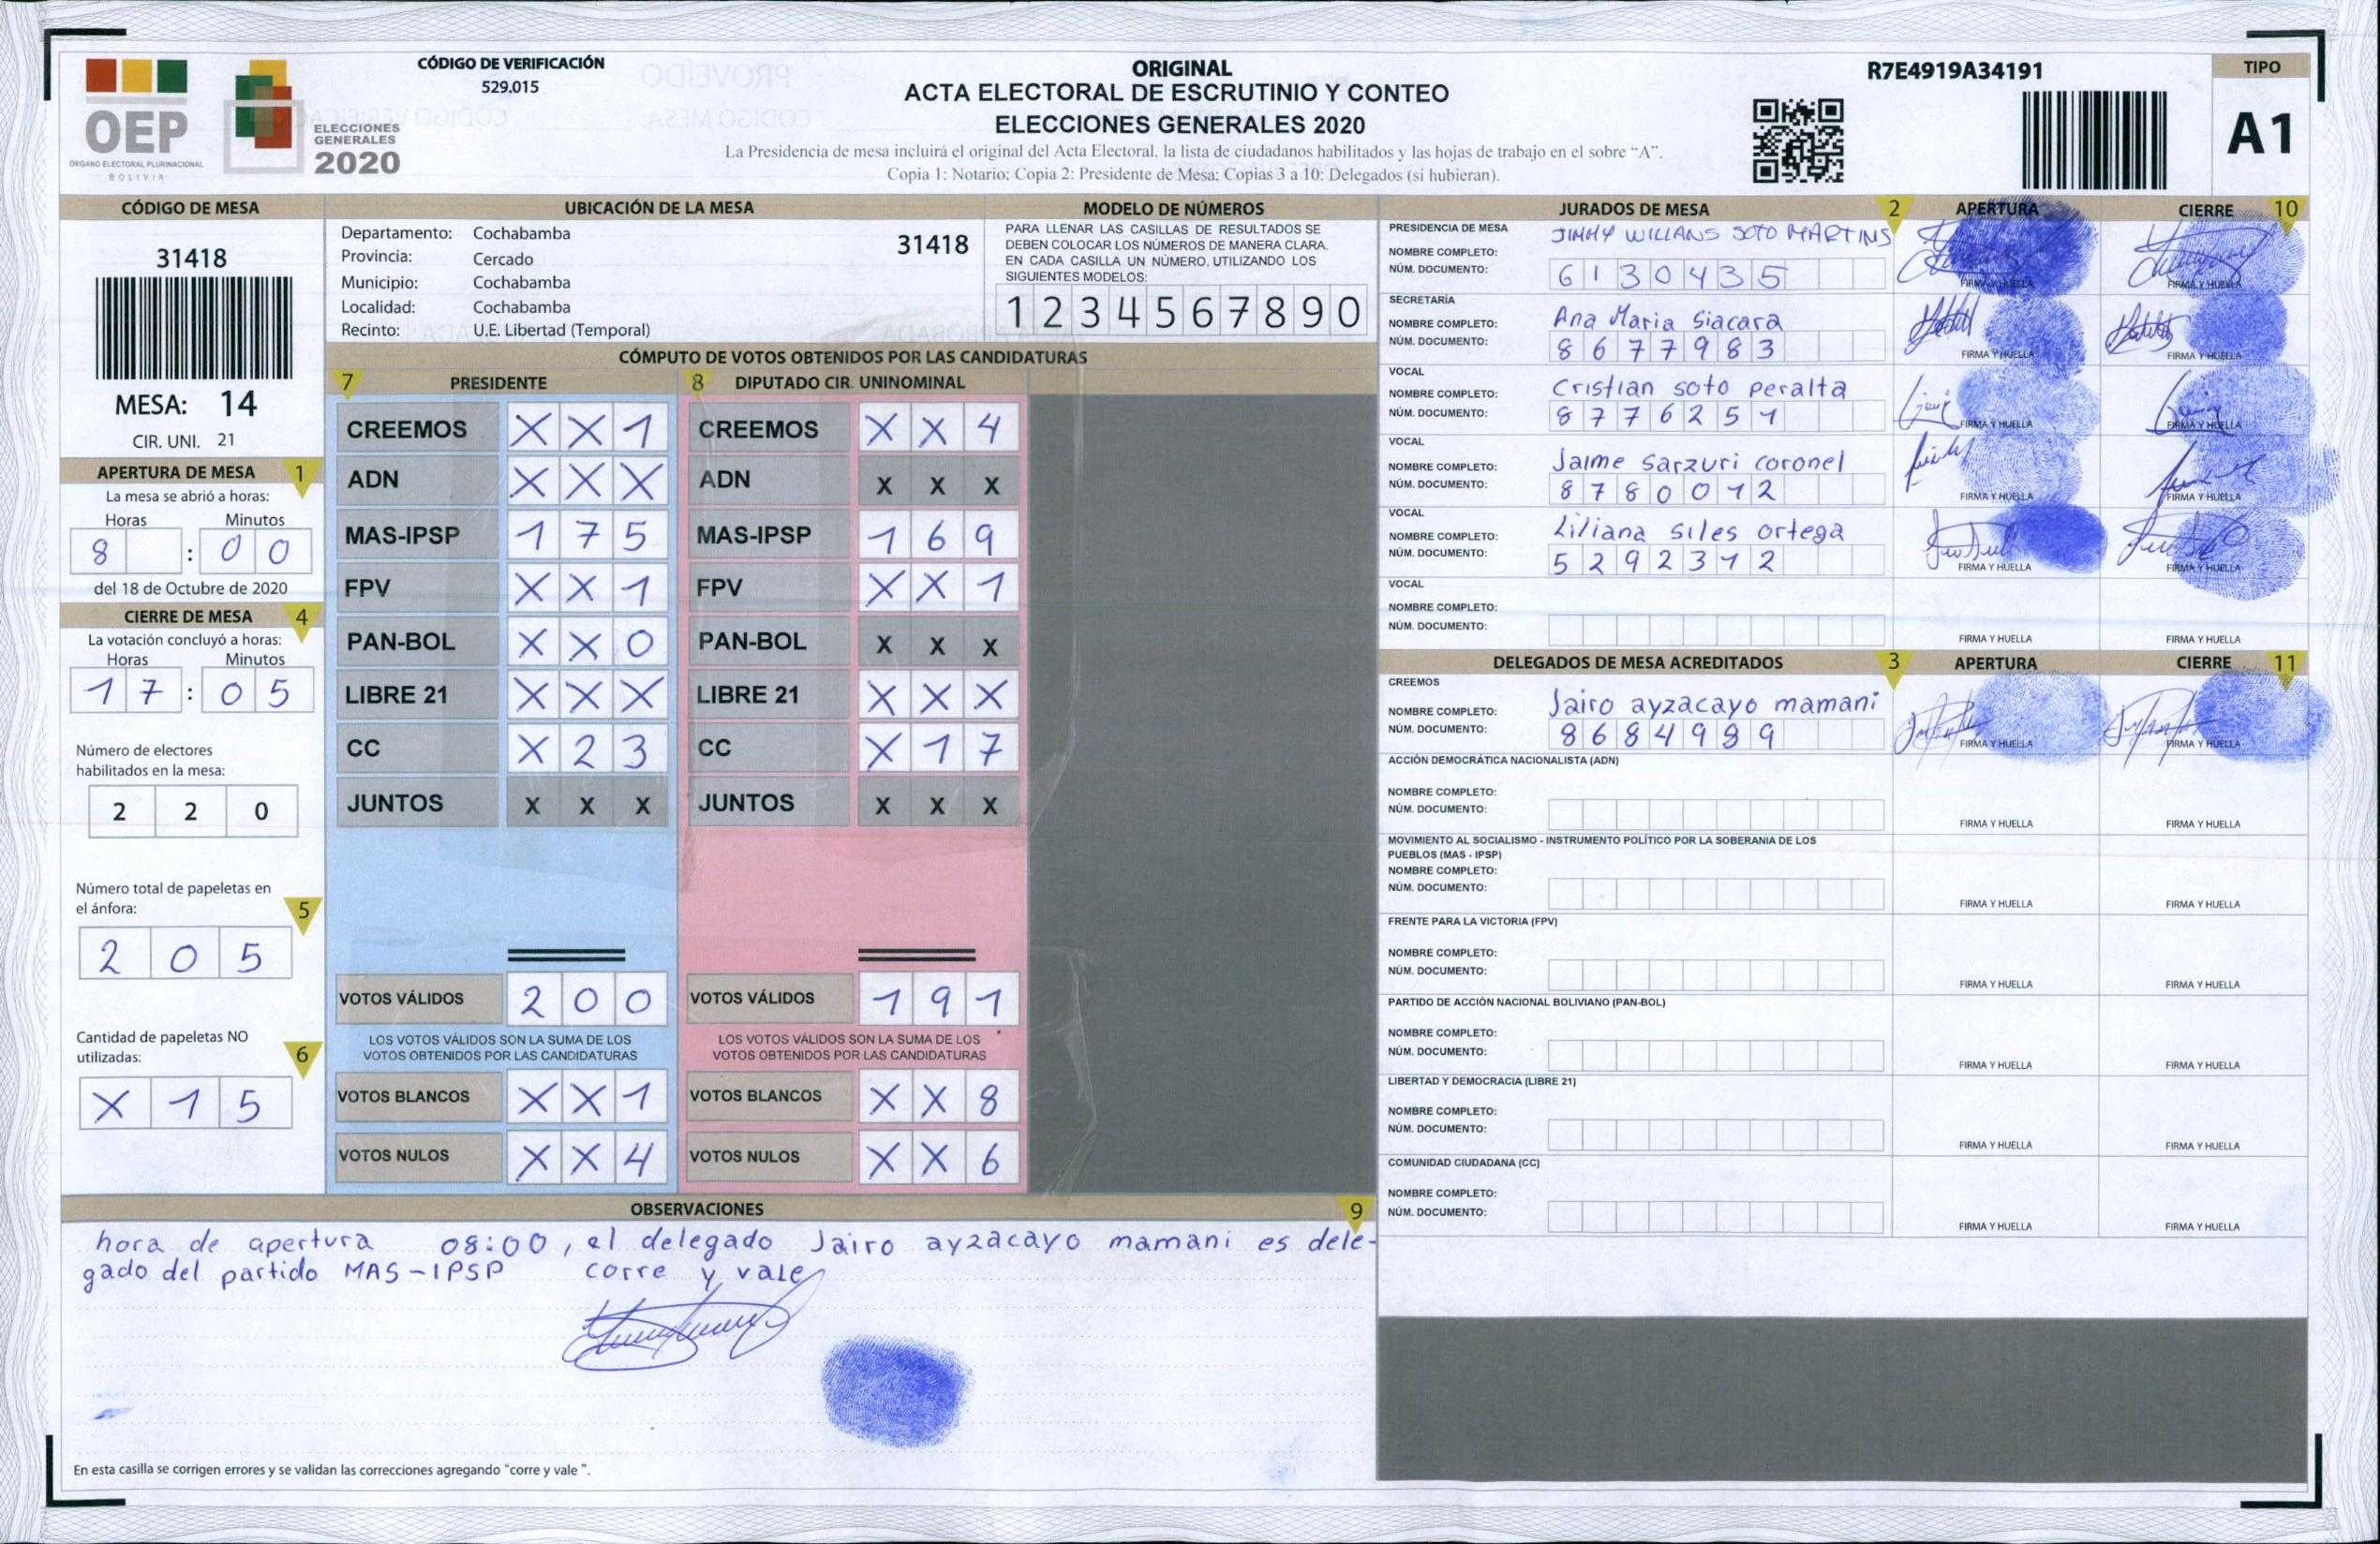 CÓDIGO DE VERIFICACIÓN
529.015
OEP
ÓRGANO ELECTORAL PLURINACIONAL
BOLIVIA
ELECCIONES
GENERALES
2020
ORIGINAL
ACTA ELECTORAL DE ESCRUTINIO Y CONTEO
ELECCIONES GENERALES 2020
La Presidencia de mesa incluirá el original del Acta Electoral, la lista de ciudadanos habilitados y las hojas de trabajo en el sobre “A”.
Copia 1: Notario; Copia 2: Presidente de Mesa; Copias 3 a 10: Delegados (si hubieran).
R7E4919A34191
TIPO
A1
CÓDIGO DE MESA
31418
MESA: 14
CIR. UNI. 21
APERTURA DE MESA 1
La mesa se abrió a horas:
Horas Minutos
8 : 0 0
del 18 de Octubre de 2020
CIERRE DE MESA 4
La votación concluyó a horas:
Horas Minutos
1 7 : 0 5
Número de electores
habilitados en la mesa:
2 2 0
Número total de papeletas en
el ánfora: 5
2 0 5
Cantidad de papeletas NO
utilizadas: 6
X 1 5
UBICACIÓN DE LA MESA
Departamento: Cochabamba 31418
Provincia: Cercado
Municipio: Cochabamba
Localidad: Cochabamba
Recinto: U.E. Libertad (Temporal)
MODELO DE NÚMEROS
PARA LLENAR LAS CASILLAS DE RESULTADOS SE
DEBEN COLOCAR LOS NÚMEROS DE MANERA CLARA.
EN CADA CASILLA UN NÚMERO, UTILIZANDO LOS
SIGUIENTES MODELOS:
1 2 3 4 5 6 7 8 9 0
CÓMPUTO DE VOTOS OBTENIDOS POR LAS CANDIDATURAS
7 PRESIDENTE
CREEMOS X X 1
ADN X X X
MAS-IPSP 1 7 5
FPV X X 1
PAN-BOL X X 0
LIBRE 21 X X X
CC X 2 3
JUNTOS X X X
VOTOS VÁLIDOS 2 0 0
LOS VOTOS VÁLIDOS SON LA SUMA DE LOS
VOTOS OBTENIDOS POR LAS CANDIDATURAS
VOTOS BLANCOS X X 1
VOTOS NULOS X X 4
8 DIPUTADO CIR. UNINOMINAL
CREEMOS X X 4
ADN X X X
MAS-IPSP 1 6 9
FPV X X 1
PAN-BOL X X X
LIBRE 21 X X X
CC X 1 7
JUNTOS X X X
VOTOS VÁLIDOS 1 9 1
LOS VOTOS VÁLIDOS SON LA SUMA DE LOS
VOTOS OBTENIDOS POR LAS CANDIDATURAS
VOTOS BLANCOS X X 8
VOTOS NULOS X X 6
OBSERVACIONES 9
hora de apertura 08:00, el delegado Jairo ayzacayo mamani es dele-
gado del partido MAS-IPSP corre y vale
En esta casilla se corrigen errores y se validan las correcciones agregando “corre y vale ”.
JURADOS DE MESA 2 APERTURA CIERRE 10
PRESIDENCIA DE MESA
NOMBRE COMPLETO: JIMMY WILLANS SOTO MARTINS
NÚM. DOCUMENTO: 6 1 3 0 4 3 5
FIRMA Y HUELLA FIRMA Y HUELLA
SECRETARÍA
NOMBRE COMPLETO: Ana Maria Siacara
NÚM. DOCUMENTO: 8 6 7 7 9 8 3
FIRMA Y HUELLA FIRMA Y HUELLA
VOCAL
NOMBRE COMPLETO: Cristian soto peralta
NÚM. DOCUMENTO: 8 7 7 6 2 5 1
FIRMA Y HUELLA FIRMA Y HUELLA
VOCAL
NOMBRE COMPLETO: Jaime sarzuri coronel
NÚM. DOCUMENTO: 8 7 8 0 0 1 2
FIRMA Y HUELLA FIRMA Y HUELLA
VOCAL
NOMBRE COMPLETO: Liliana siles ortega
NÚM. DOCUMENTO: 5 2 9 2 3 1 2
FIRMA Y HUELLA FIRMA Y HUELLA
VOCAL
NOMBRE COMPLETO:
NÚM. DOCUMENTO:
FIRMA Y HUELLA FIRMA Y HUELLA
DELEGADOS DE MESA ACREDITADOS 3 APERTURA CIERRE 11
CREEMOS
NOMBRE COMPLETO: Jairo ayzacayo mamani
NÚM. DOCUMENTO: 8 6 8 4 9 8 9
FIRMA Y HUELLA FIRMA Y HUELLA
ACCIÓN DEMOCRÁTICA NACIONALISTA (ADN)
NOMBRE COMPLETO:
NÚM. DOCUMENTO:
FIRMA Y HUELLA FIRMA Y HUELLA
MOVIMIENTO AL SOCIALISMO - INSTRUMENTO POLÍTICO POR LA SOBERANIA DE LOS
PUEBLOS (MAS - IPSP)
NOMBRE COMPLETO:
NÚM. DOCUMENTO:
FIRMA Y HUELLA FIRMA Y HUELLA
FRENTE PARA LA VICTORIA (FPV)
NOMBRE COMPLETO:
NÚM. DOCUMENTO:
FIRMA Y HUELLA FIRMA Y HUELLA
PARTIDO DE ACCIÓN NACIONAL BOLIVIANO (PAN-BOL)
NOMBRE COMPLETO:
NÚM. DOCUMENTO:
FIRMA Y HUELLA FIRMA Y HUELLA
LIBERTAD Y DEMOCRACIA (LIBRE 21)
NOMBRE COMPLETO:
NÚM. DOCUMENTO:
FIRMA Y HUELLA FIRMA Y HUELLA
COMUNIDAD CIUDADANA (CC)
NOMBRE COMPLETO:
NÚM. DOCUMENTO:
FIRMA Y HUELLA FIRMA Y HUELLA